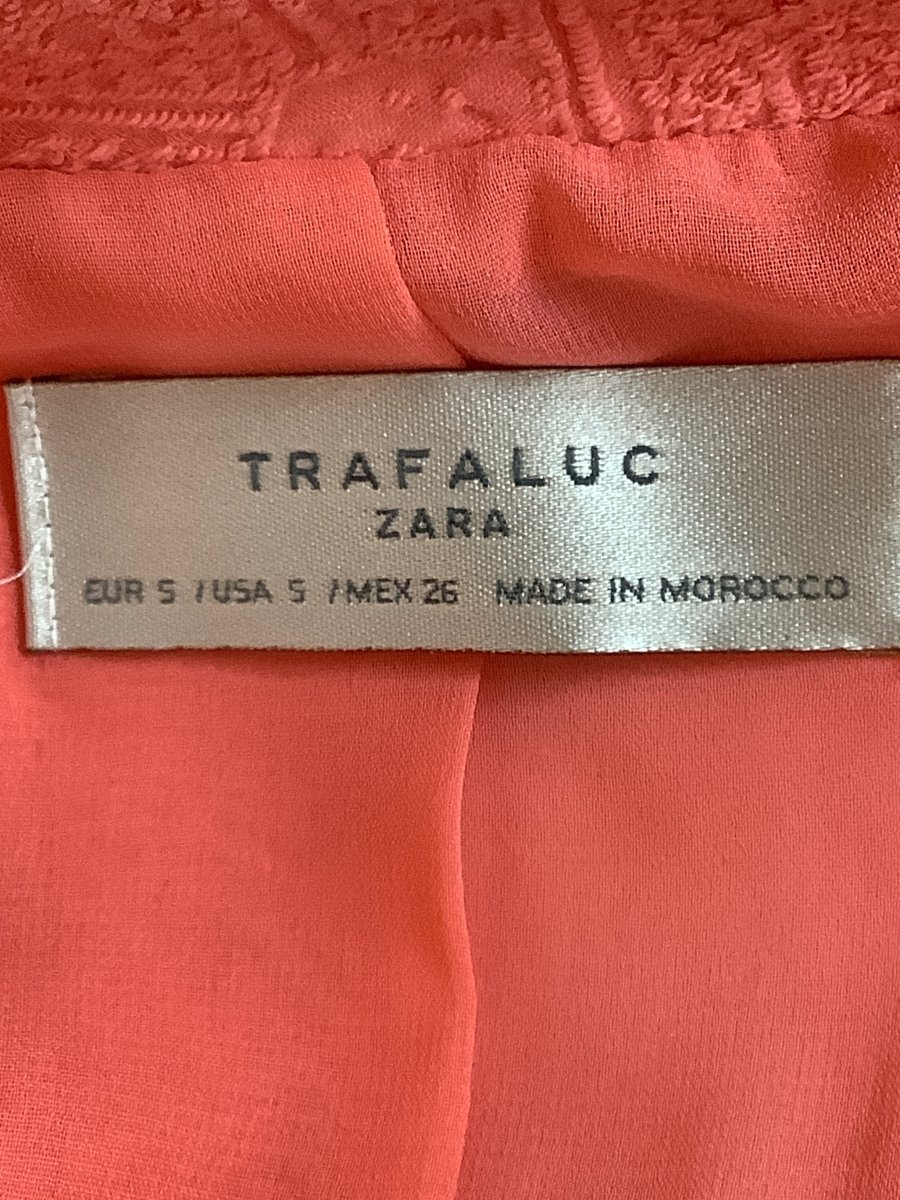 TRAFALUC
ZARA
EUR S / USA S / MEX 26 MADE IN MOROCCO